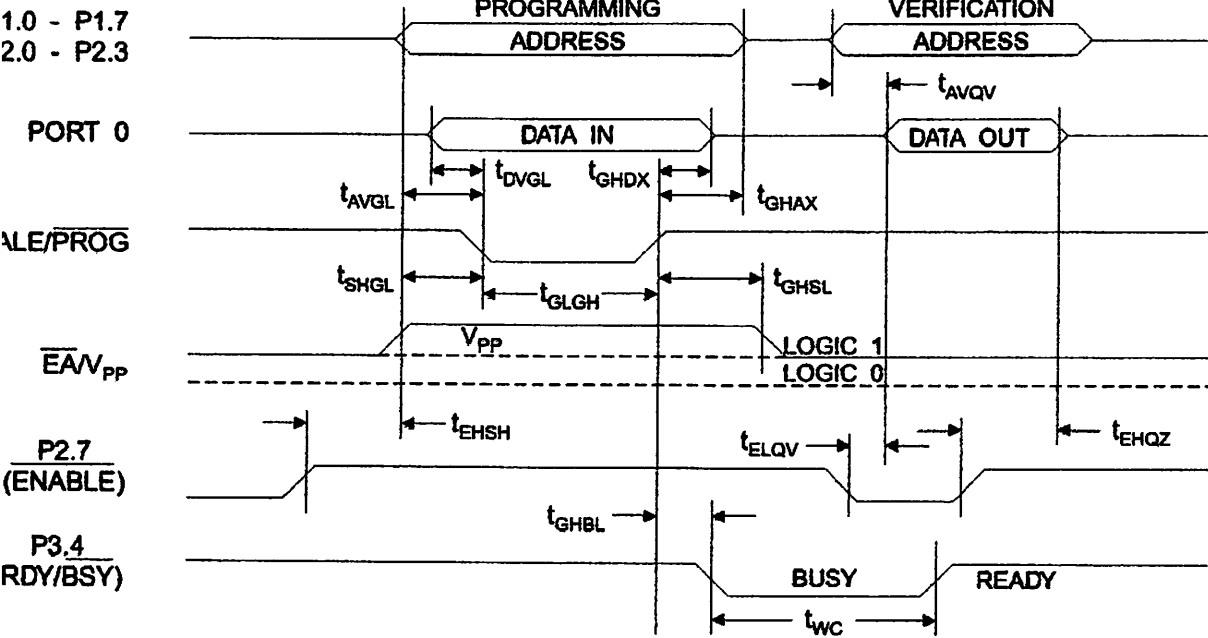 PROGRAMMING
VERIFICATION
1.0 - P1.7
2.0 - P2.3
ADDRESS
ADDRESS
tAVQV
PORT 0
DATA IN
DATA OUT
tDVGL
tGHDX
tAVGL
tGHAX
ALE/PROG
tSHGL
tGLGH
tGHSL
VPP
LOGIC 1
EA/VPP
LOGIC 0
tEHSH
tELQV
tEHQZ
P2.7
(ENABLE)
tGHBL
P3.4
RDY/BSY)
BUSY
READY
tWC